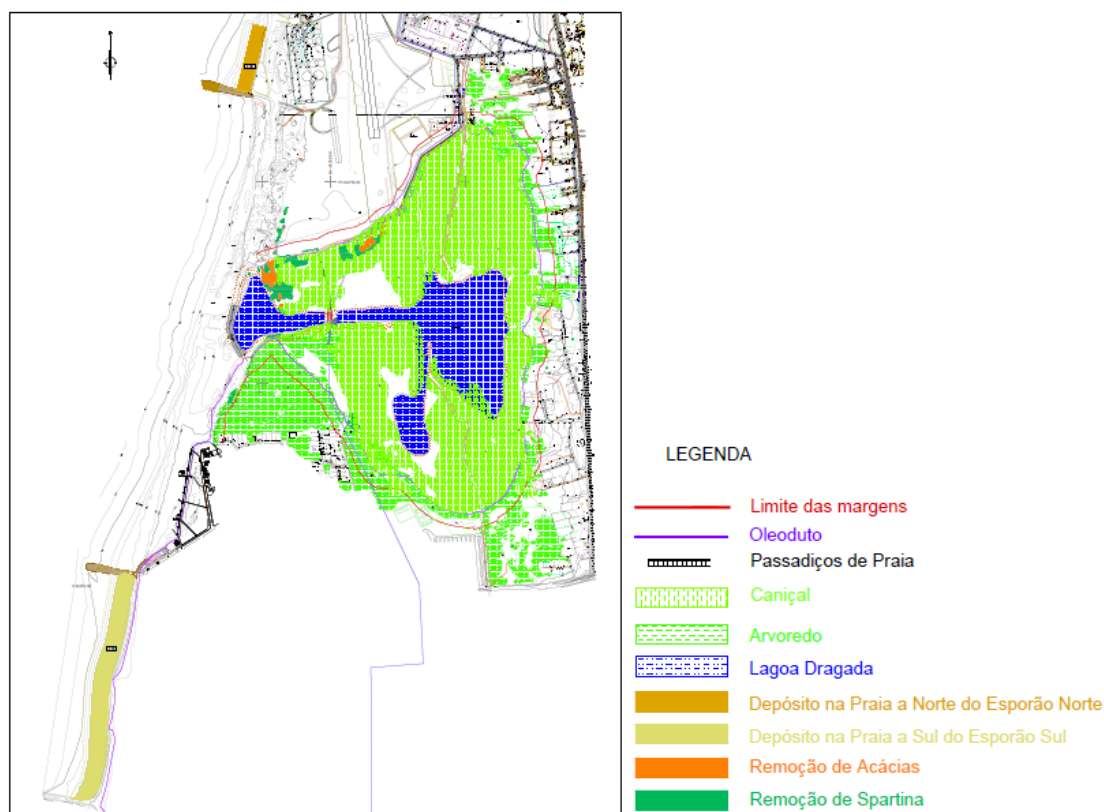 LEGENDA
Limite das margens
Oleoduto
Passadiços de Praia
Caniçal
Arvoredo
Lagoa Dragada
Depósito na Praia a Norte do Esporão Norte
Depósito na Praia a Sul do Esporão Sul
Remoção de Acácias
Remoção de Spartina